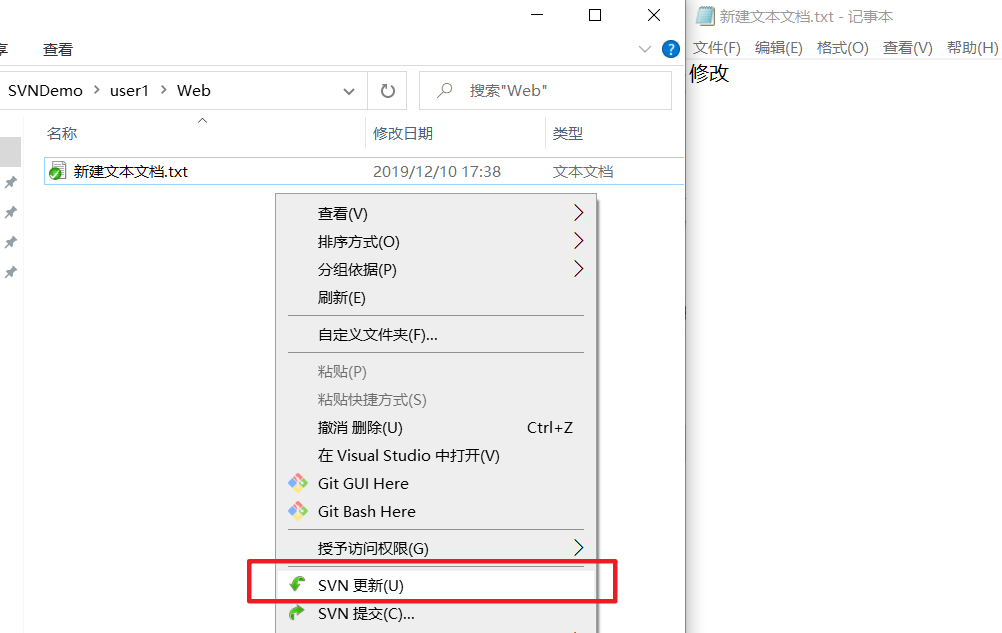 享 查看
SVNDemo > user1 > Web
搜索"Web"
名称 修改日期 类型
新建文本文档.txt 2019/12/10 17:38 文本文档
查看(V)
排序方式(O)
分组依据(P)
刷新(E)
自定义文件夹(F)...
粘贴(P)
粘贴快捷方式(S)
撤消 删除(U) Ctrl+Z
在 Visual Studio 中打开(V)
Git GUI Here
Git Bash Here
授予访问权限(G)
SVN 更新(U)
SVN 提交(C)...
新建文本文档.txt - 记事本
文件(F) 编辑(E) 格式(O) 查看(V) 帮助(H)
修改